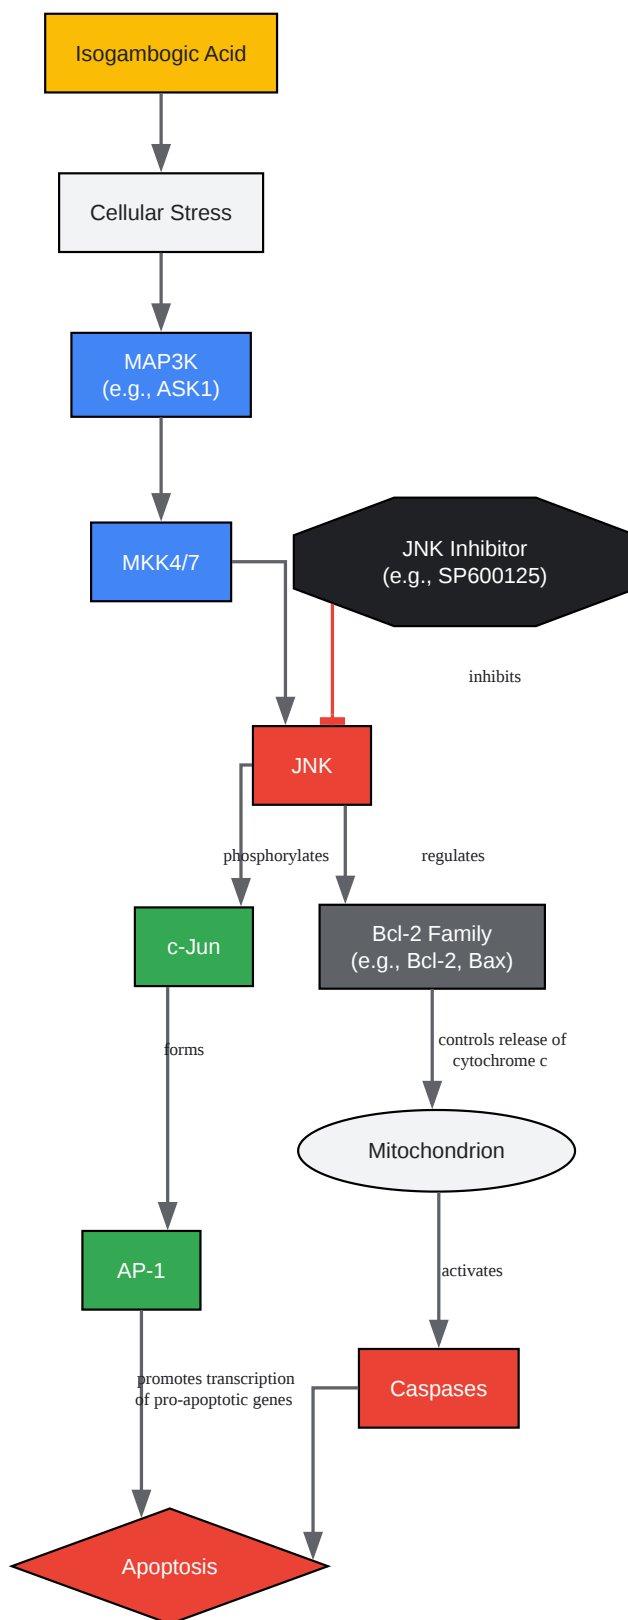 Isogambogic Acid
Cellular Stress
MAP3K
(e.g., ASK1)
MKK4/7
JNK Inhibitor
(e.g., SP600125)
inhibits
JNK
phosphorylates
regulates
c-Jun
Bcl-2 Family
(e.g., Bcl-2, Bax)
forms
controls release of
cytochrome c
Mitochondrion
AP-1
activates
promotes transcription
of pro-apoptotic genes
Caspases
Apoptosis